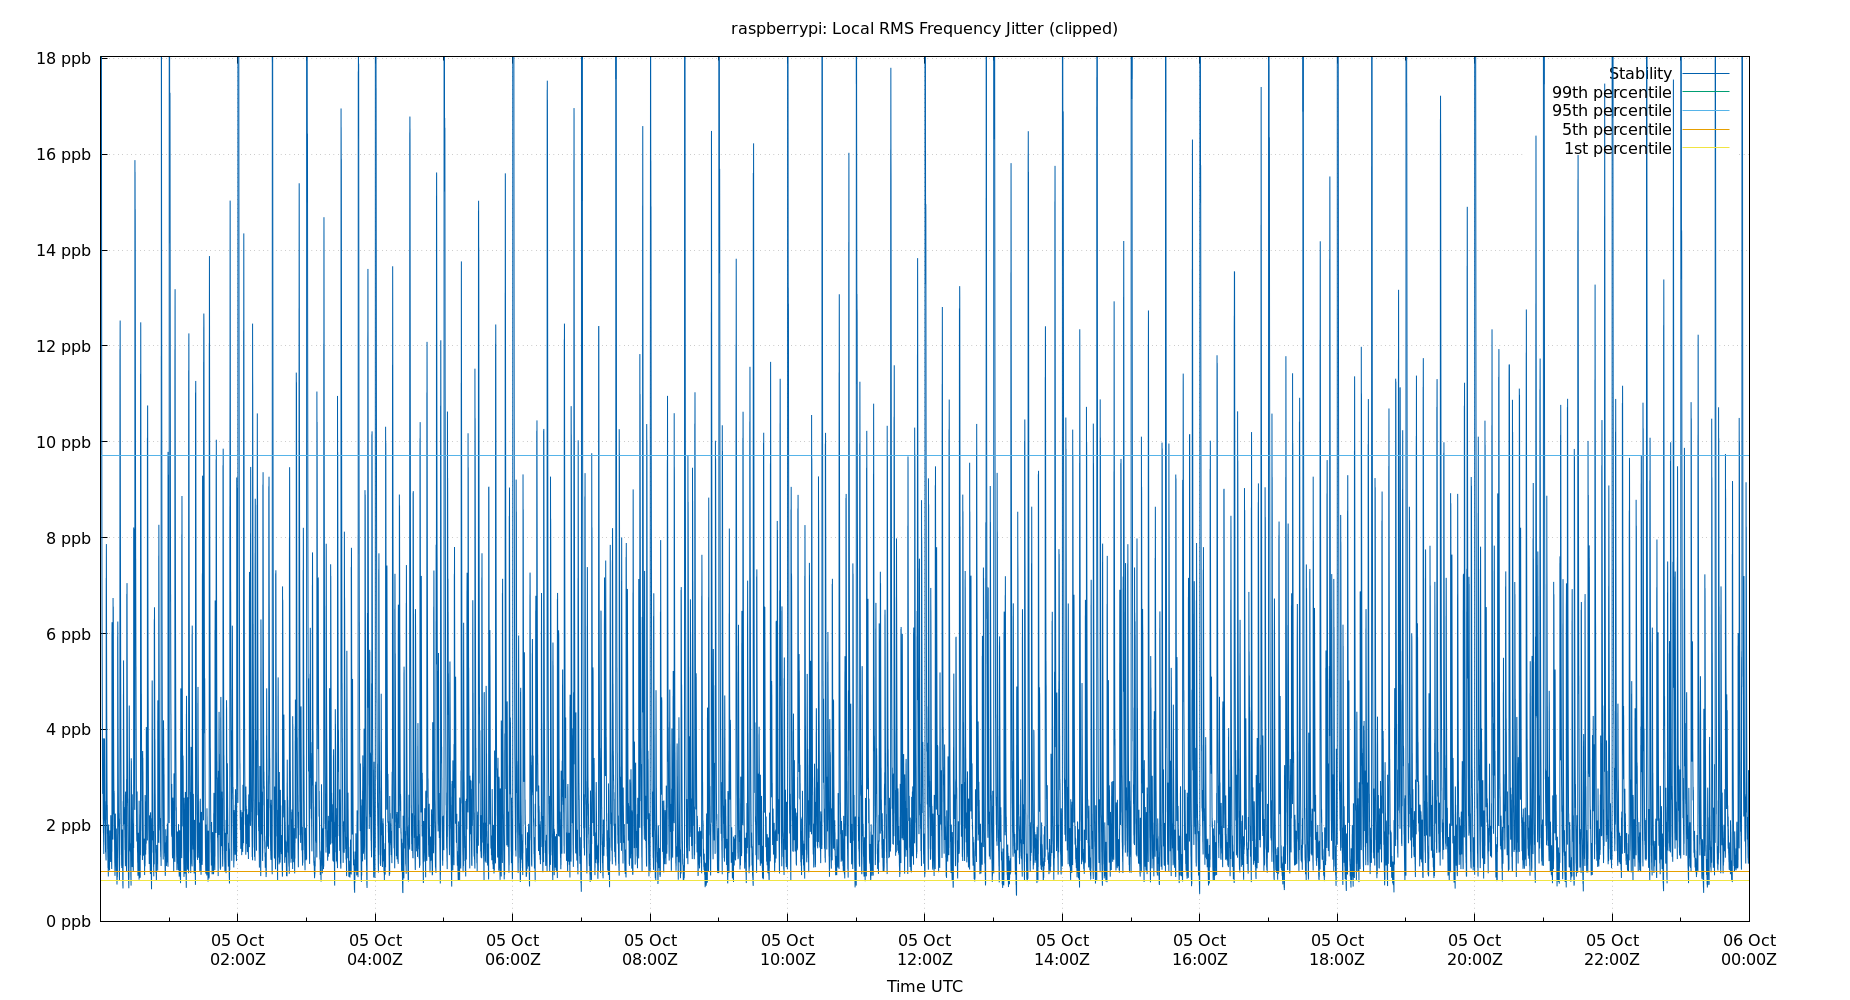 raspberrypi: Local RMS Frequency Jitter (clipped)
18 ppb
16 ppb
14 ppb
12 ppb
10 ppb
8 ppb
6 ppb
4 ppb
2 ppb
0 ppb
Stability
99th percentile
95th percentile
5th percentile
1st percentile
05 Oct 05 Oct 05 Oct 05 Oct 05 Oct 05 Oct 05 Oct 05 Oct 05 Oct 05 Oct 05 Oct 06 Oct
02:00Z 04:00Z 06:00Z 08:00Z 10:00Z 12:00Z 14:00Z 16:00Z 18:00Z 20:00Z 22:00Z 00:00Z
Time UTC